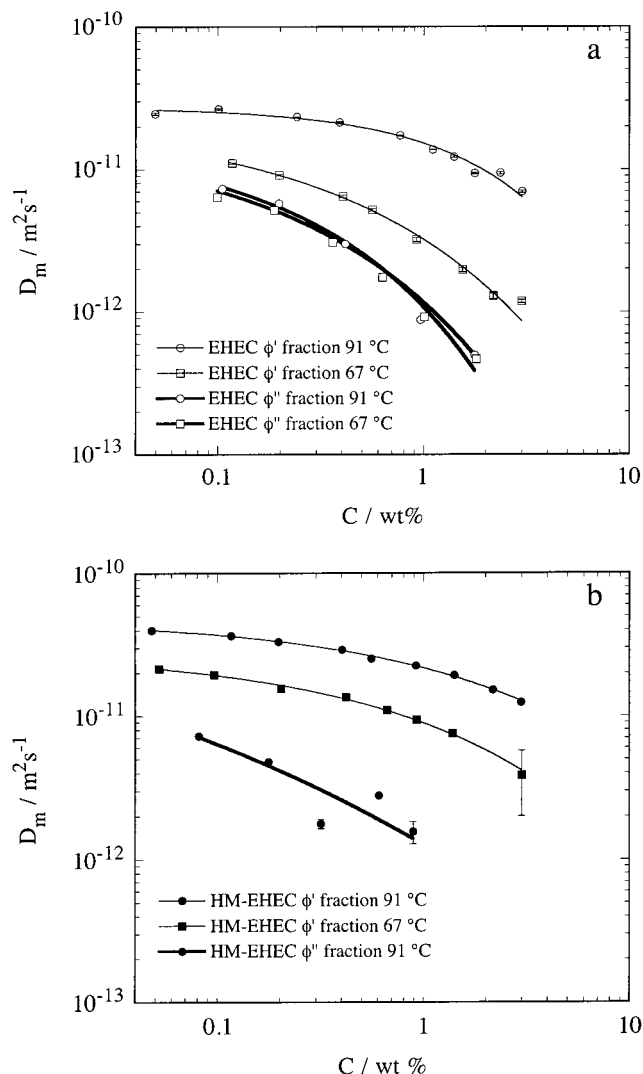 a
10⁻¹⁰
10⁻¹¹
10⁻¹²
10⁻¹³
D_m / m²s⁻¹
EHEC ϕ' fraction 91 °C
EHEC ϕ' fraction 67 °C
EHEC ϕ'' fraction 91 °C
EHEC ϕ'' fraction 67 °C
0.1 1 10
C / wt%
b
10⁻¹⁰
10⁻¹¹
10⁻¹²
10⁻¹³
D_m / m²s⁻¹
HM-EHEC ϕ' fraction 91 °C
HM-EHEC ϕ' fraction 67 °C
HM-EHEC ϕ'' fraction 91 °C
0.1 1 10
C / wt %